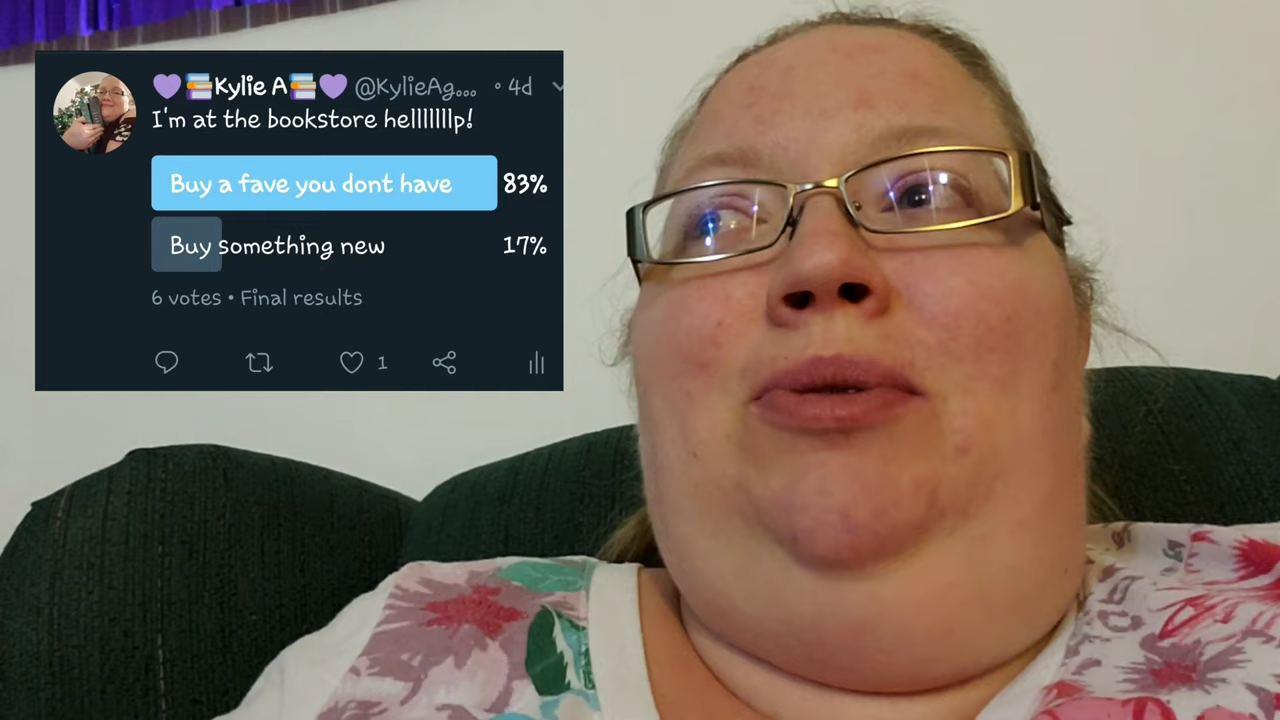 💜📚Kylie A📚💜 @KylieAg... • 4d
I'm at the bookstore helllllllp!
Buy a fave you dont have 83%
Buy something new 17%
6 votes • Final results
1